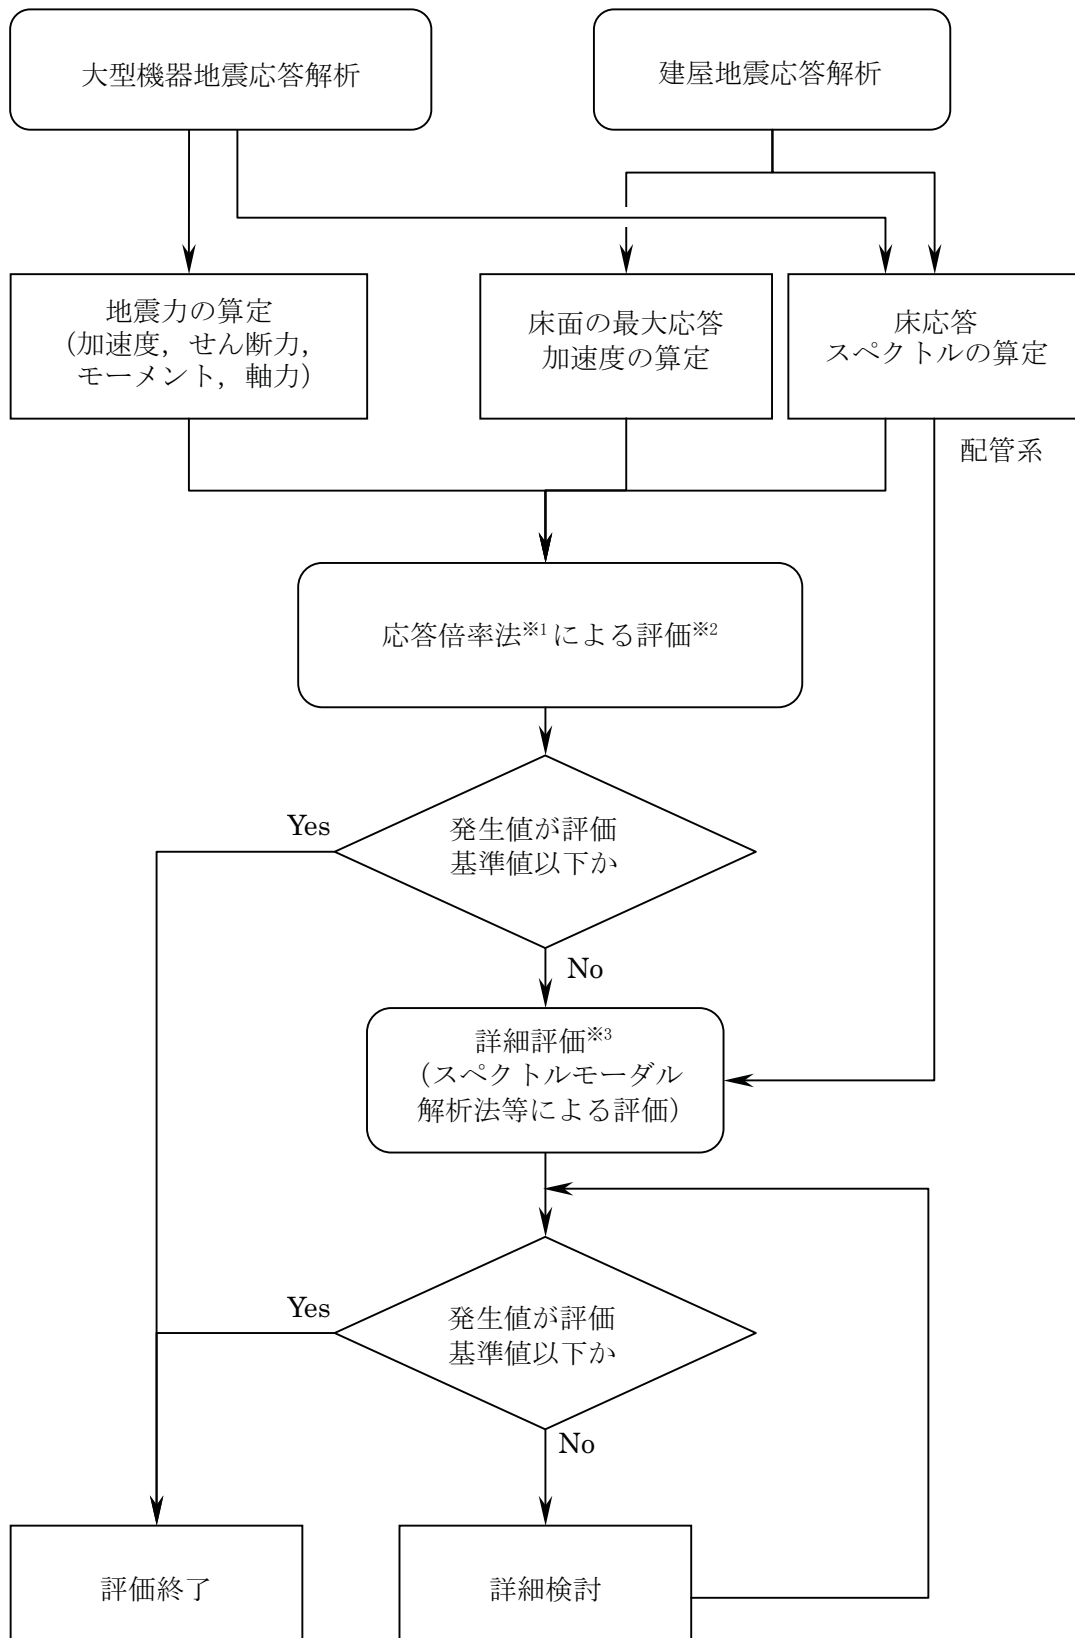 大型機器地震応答解析
建屋地震応答解析
地震力の算定
(加速度，せん断力，
モーメント，軸力)
床面の最大応答
加速度の算定
床応答
スペクトルの算定
配管系
応答倍率法※1による評価※2
Yes
発生値が評価
基準値以下か
No
詳細評価※3
(スペクトルモーダル
解析法等による評価)
Yes
発生値が評価
基準値以下か
No
評価終了
詳細検討